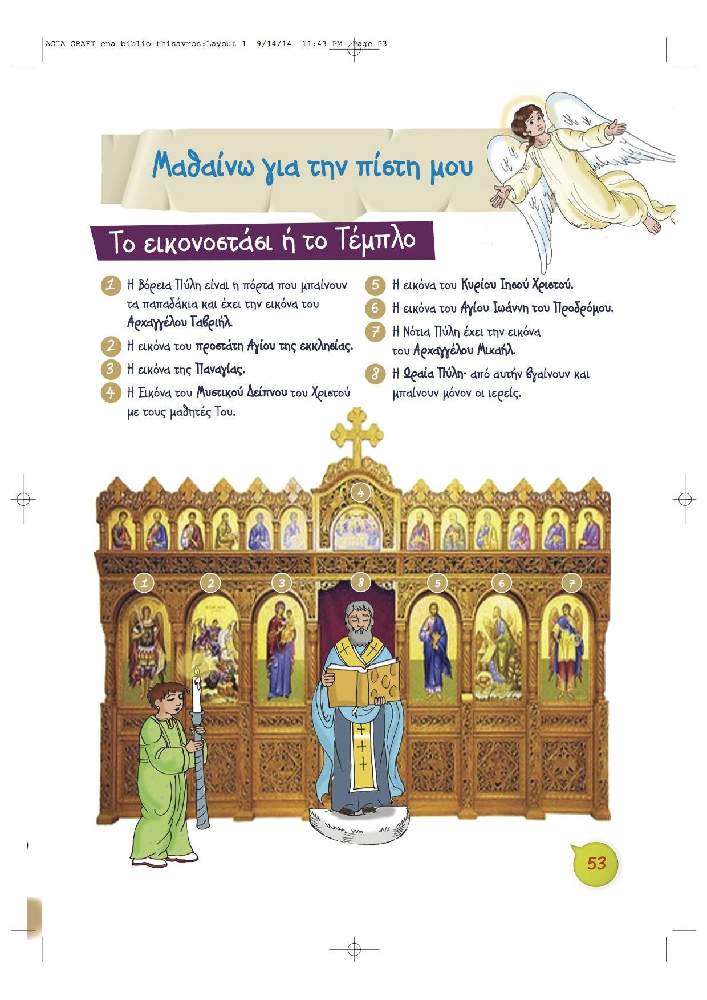 AGIA GRAFI ena biblio thisavros:Layout 1 9/14/14 11:43 PM Page 53
Μαθαίνω για την πίστη μου
Το εικονοστάσι ή το Τέμπλο
1 Η Βόρεια Πύλη είναι η πόρτα που μπαίνουν
τα παπαδάκια και έχει την εικόνα του
Αρχαγγέλου Γαβριήλ.
2 Η εικόνα του προστάτη Αγίου της εκκλησίας.
3 Η εικόνα της Παναγίας.
4 Η Εικόνα του Μυστικού Δείπνου του Χριστού
με τους μαθητές Του.
5 Η εικόνα του Κυρίου Ιησού Χριστού.
6 Η εικόνα του Αγίου Ιωάννη του Προδρόμου.
7 Η Νότια Πύλη έχει την εικόνα
του Αρχαγγέλου Μιχαήλ.
8 Η Ωραία Πύλη· από αυτήν βγαίνουν και
μπαίνουν μόνον οι ιερείς.
4
1 2 3 8 5 6 7
53